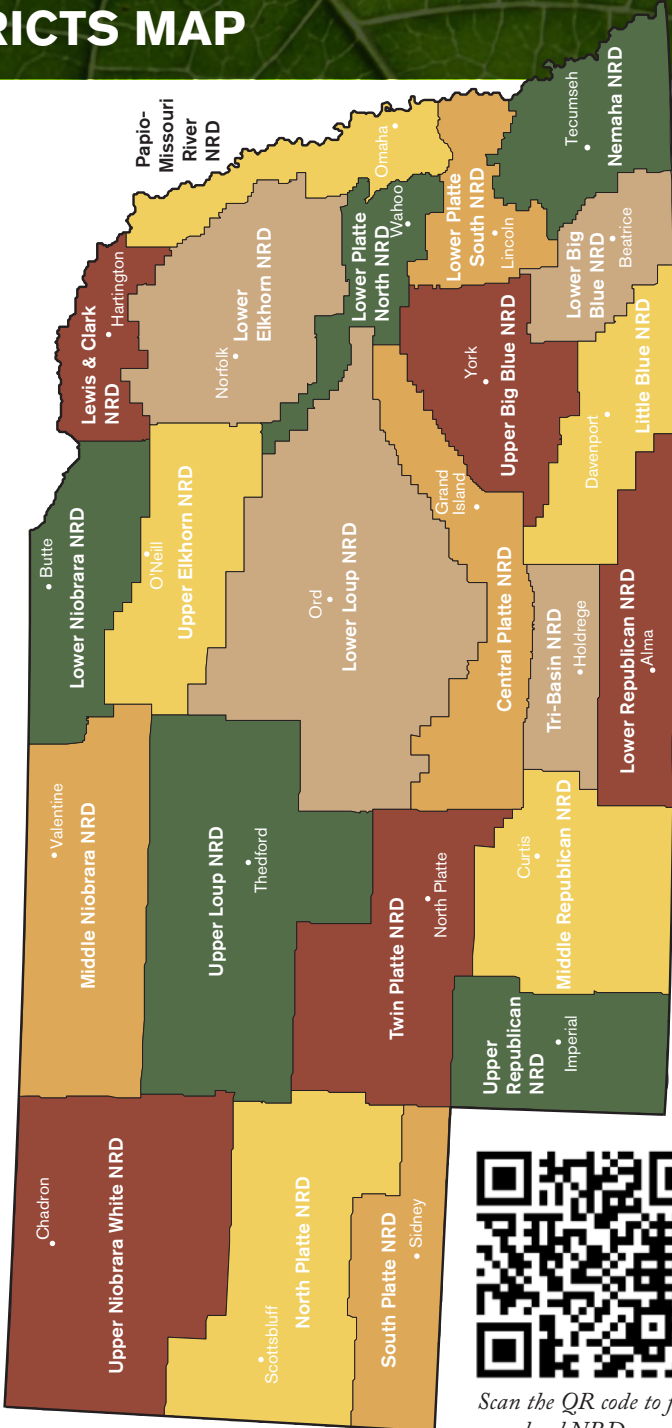 RICTS MAP
Papio-
Missouri
River
NRD
Lewis & Clark
NRD
Hartington
Lower
Elkhorn NRD
Norfolk
Omaha
Lower Platte
North NRD
Wahoo
Lower Platte
South NRD
Lincoln
Tecumseh
Nemaha NRD
Lower Big
Blue NRD
Beatrice
York
Upper Big Blue NRD
Davenport
Little Blue NRD
Butte
Lower Niobrara NRD
O'Neill
Upper Elkhorn NRD
Ord
Lower Loup NRD
Grand
Island
Central Platte NRD
Tri-Basin NRD
Holdrege
Lower Republican NRD
Alma
Valentine
Middle Niobrara NRD
Upper Loup NRD
Thedford
Twin Platte NRD
North Platte
Curtis
Middle Republican NRD
Upper
Republican
NRD
Imperial
Chadron
Upper Niobrara White NRD
Scottsbluff
North Platte NRD
South Platte NRD
Sidney
Scan the QR code to f